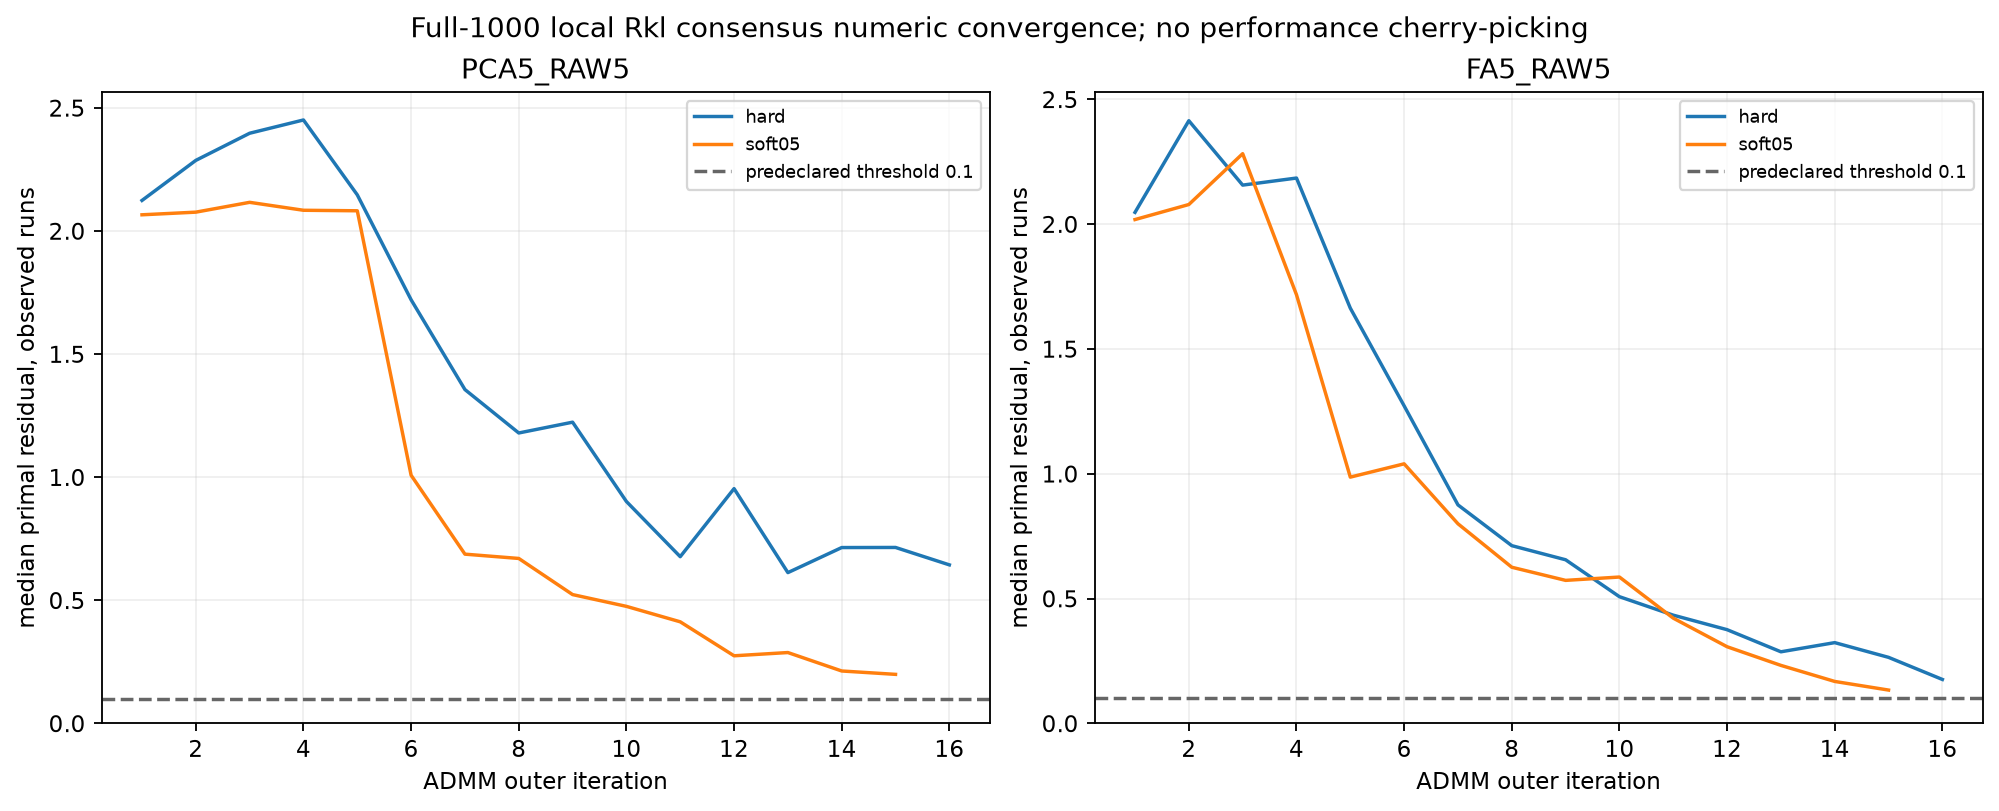 Full-1000 local Rkl consensus numeric convergence; no performance cherry-picking
PCA5_RAW5
median primal residual, observed runs
2.5
2.0
1.5
1.0
0.5
0.0
hard
soft05
predeclared threshold 0.1
2 4 6 8 10 12 14 16
ADMM outer iteration
FA5_RAW5
median primal residual, observed runs
2.5
2.0
1.5
1.0
0.5
0.0
hard
soft05
predeclared threshold 0.1
2 4 6 8 10 12 14 16
ADMM outer iteration